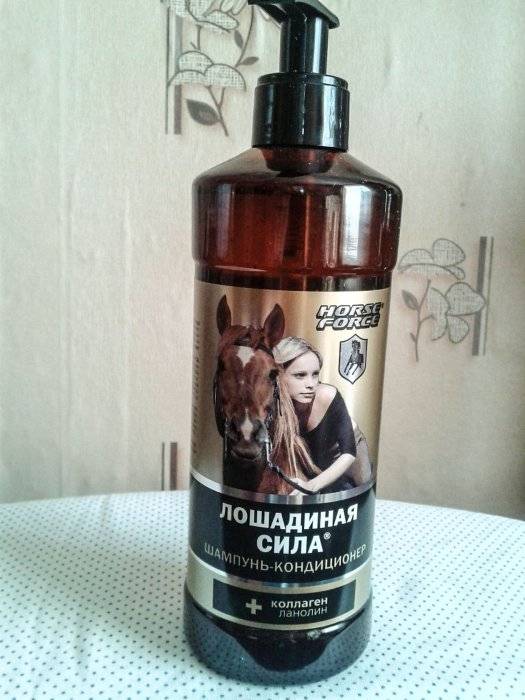 HORSE
FORCE
ЛОШАДИНАЯ
СИЛА®
ШАМПУНЬ-КОНДИЦИОНЕР
+ коллаген
ланолин